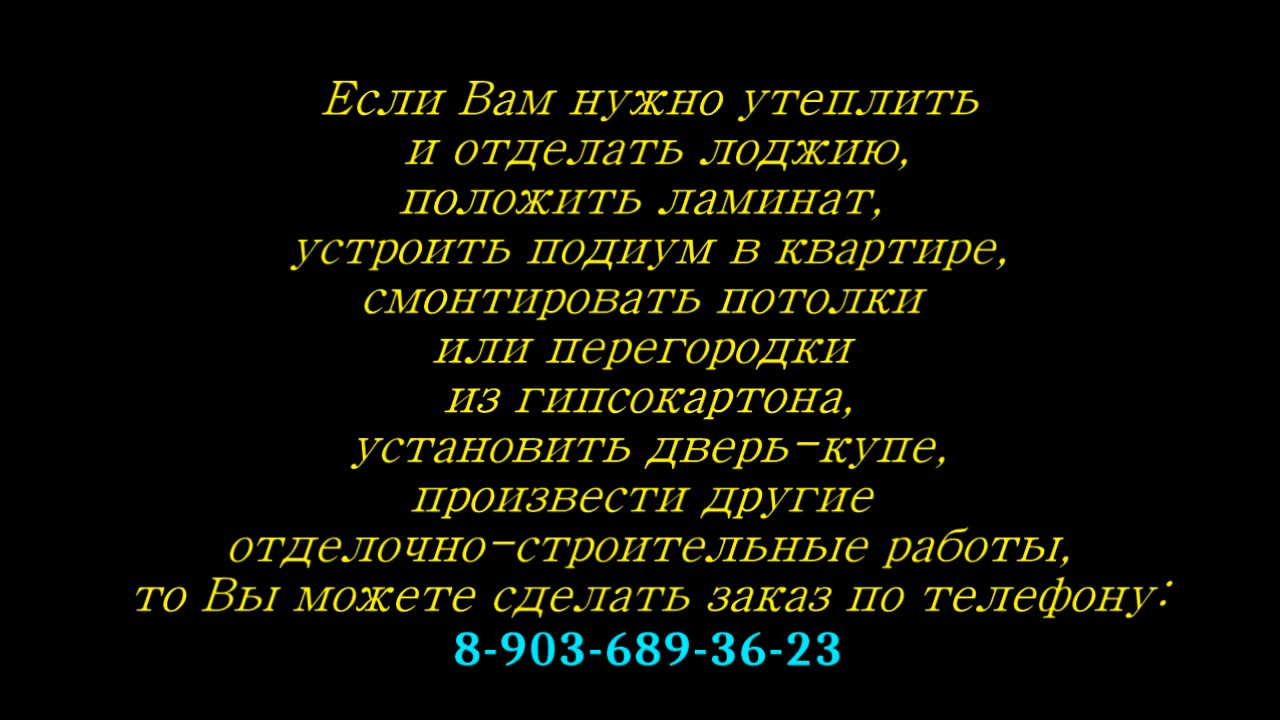 Если Вам нужно утеплить
и отделать лоджию,
положить ламинат,
устроить подиум в квартире,
смонтировать потолки
или перегородки
из гипсокартона,
установить дверь-купе,
произвести другие
отделочно-строительные работы,
то Вы можете сделать заказ по телефону:
8-903-689-36-23